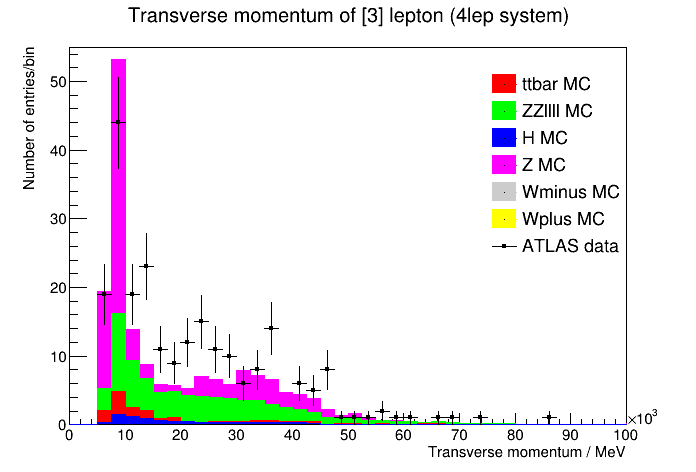 Transverse momentum of [3] lepton (4lep system)
Number of entries/bin
50
40
30
20
10
0
ttbar MC
ZZllll MC
H MC
Z MC
Wminus MC
Wplus MC
ATLAS data
0 10 20 30 40 50 60 70 80 90 100
×10³
Transverse momentum / MeV